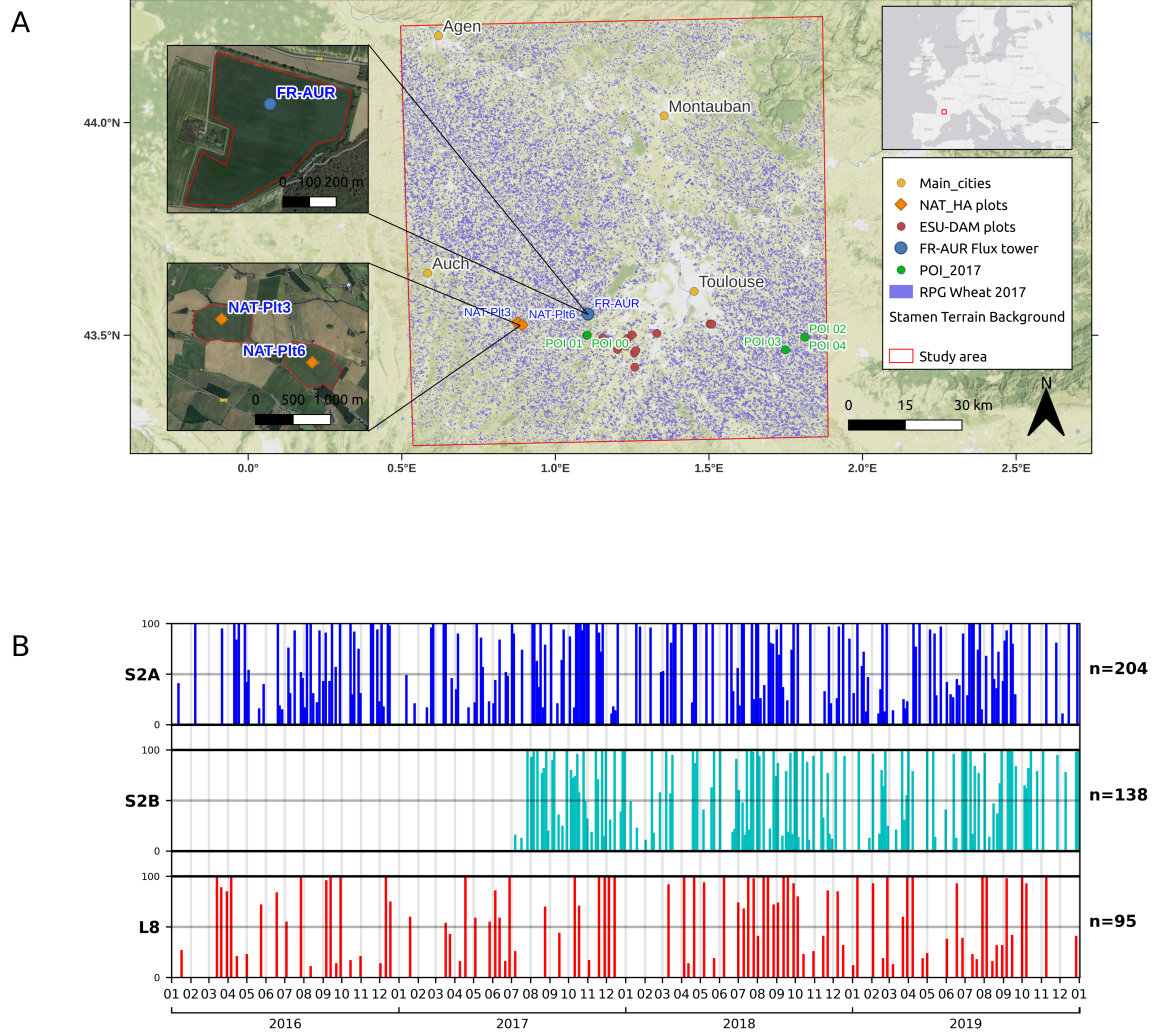 A
Agen
Montauban
Auch
Toulouse
FR-AUR
NAT-Plt3
NAT-Plt6
POI 01
POI 00
POI 03
POI 02
POI 04
FR-AUR
0 100 200 m
NAT-Plt3
NAT-Plt6
0 500 1 000 m
44.0°N
43.5°N
0.0°
0.5°E
1.0°E
1.5°E
2.0°E
2.5°E
Main_cities
NAT_HA plots
ESU-DAM plots
FR-AUR Flux tower
POI_2017
RPG Wheat 2017
Stamen Terrain Background
Study area
0 15 30 km
N
B
100
S2A
0
n=204
100
S2B
0
n=138
100
L8
0
n=95
01 02 03 04 05 06 07 08 09 10 11 12 01 02 03 04 05 06 07 08 09 10 11 12 01 02 03 04 05 06 07 08 09 10 11 12 01 02 03 04 05 06 07 08 09 10 11 12 01
2016 2017 2018 2019